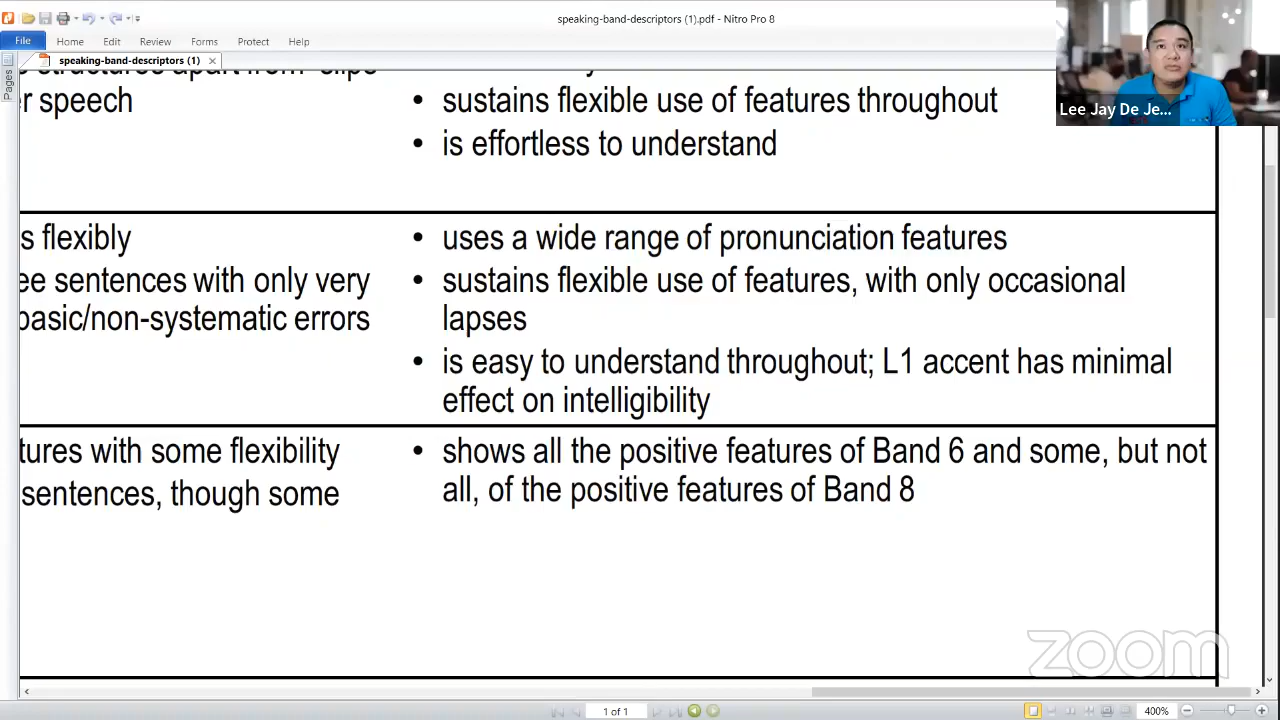 speaking-band-descriptors (1).pdf - Nitro Pro 8
File Home Edit Review Forms Protect Help
speaking-band-descriptors (1)
Pages
Lee Jay De Je...
structures apart from
r speech
• sustains flexible use of features throughout
• is effortless to understand
s flexibly
ee sentences with only very
basic/non-systematic errors
• uses a wide range of pronunciation features
• sustains flexible use of features, with only occasional
lapses
• is easy to understand throughout; L1 accent has minimal
effect on intelligibility
tures with some flexibility
sentences, though some
• shows all the positive features of Band 6 and some, but not
all, of the positive features of Band 8
zoom
1 of 1
400%